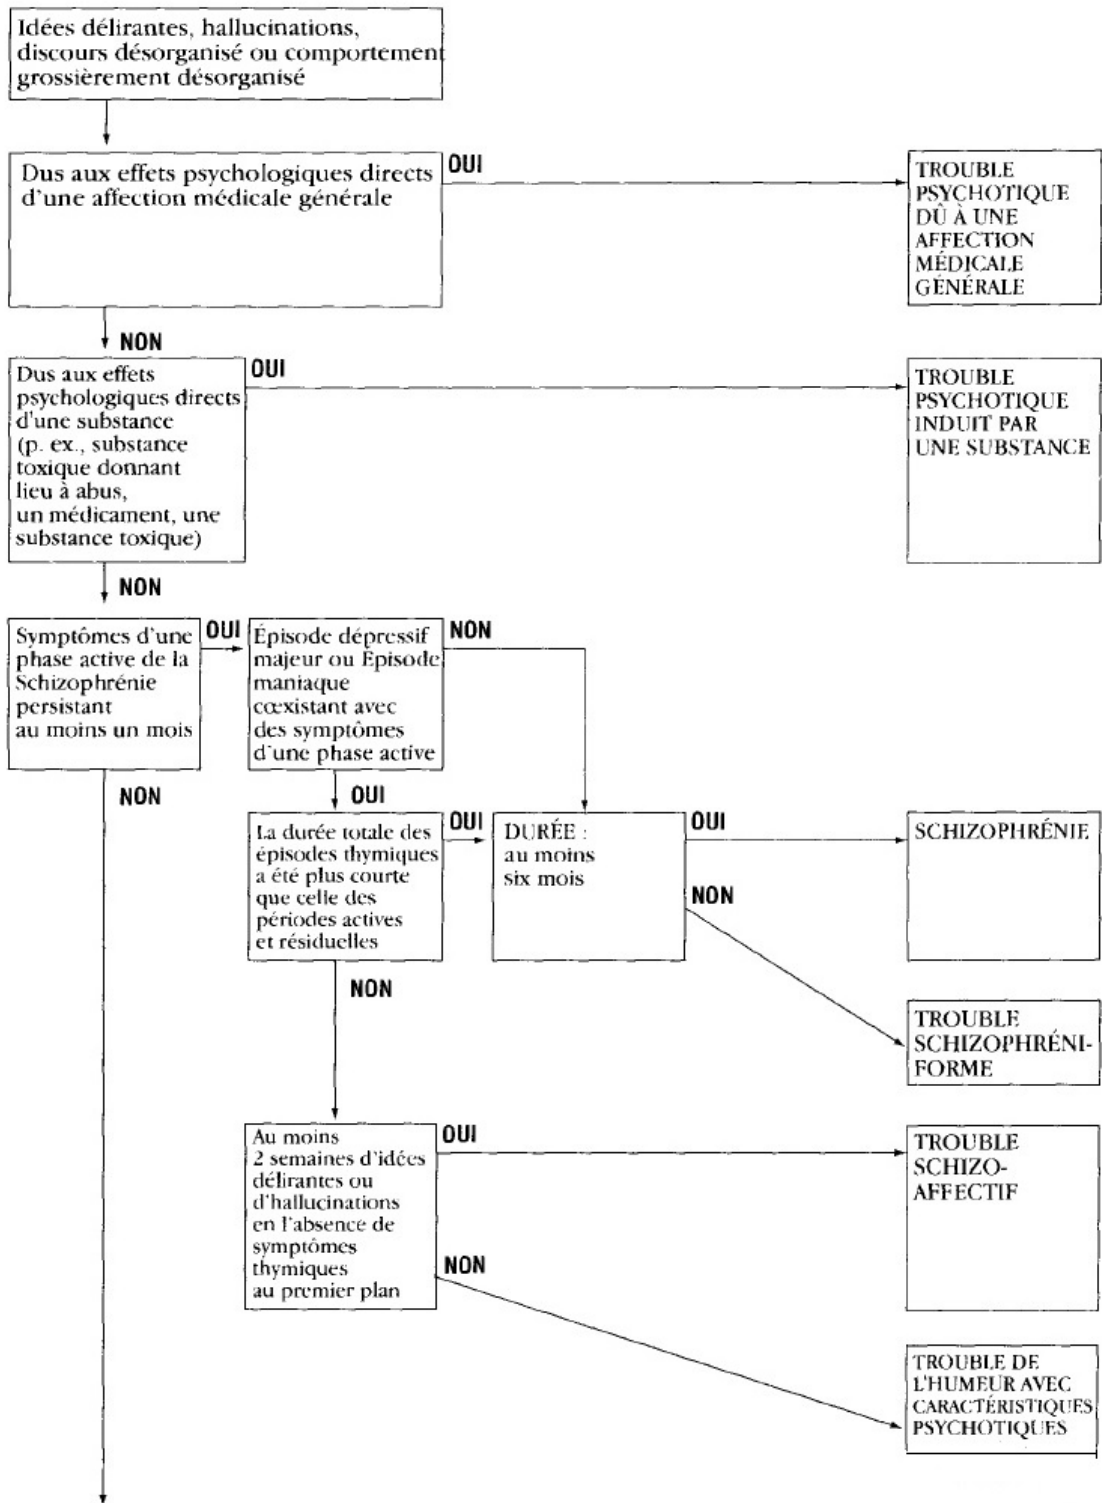 Idées délirantes, hallucinations,
discours désorganisé ou comportement
grossièrement désorganisé
Dus aux effets psychologiques directs
d'une affection médicale générale
OUI
TROUBLE
PSYCHOTIQUE
DÛ À UNE
AFFECTION
MÉDICALE
GÉNÉRALE
NON
Dus aux effets
psychologiques directs
d'une substance
(p. ex., substance
toxique donnant
lieu à abus,
un médicament, une
substance toxique)
OUI
TROUBLE
PSYCHOTIQUE
INDUIT PAR
UNE SUBSTANCE
NON
Symptômes d'une
phase active de la
Schizophrénie
persistant
au moins un mois
OUI
Épisode dépressif
majeur ou Épisode
maniaque
cœxistant avec
des symptômes
d'une phase active
NON
NON
OUI
La durée totale des
épisodes thymiques
a été plus courte
que celle des
périodes actives
et résiduelles
OUI
DURÉE :
au moins
six mois
OUI
SCHIZOPHRÉNIE
NON
NON
TROUBLE
SCHIZOPHRÉNI-
FORME
Au moins
2 semaines d'idées
délirantes ou
d'hallucinations
en l'absence de
symptômes
thymiques
au premier plan
OUI
TROUBLE
SCHIZO-
AFFECTIF
NON
TROUBLE DE
L'HUMEUR AVEC
CARACTÉRISTIQUES
PSYCHOTIQUES